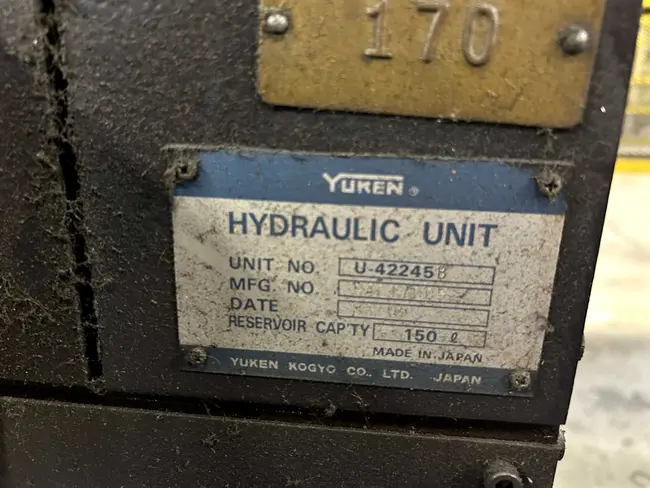 170
YUKEN®
HYDRAULIC UNIT
UNIT NO. U-42245B
MFG. NO.
DATE
RESERVOIR CAP'TY 150 ℓ
MADE IN JAPAN
YUKEN KOGYO CO., LTD. JAPAN